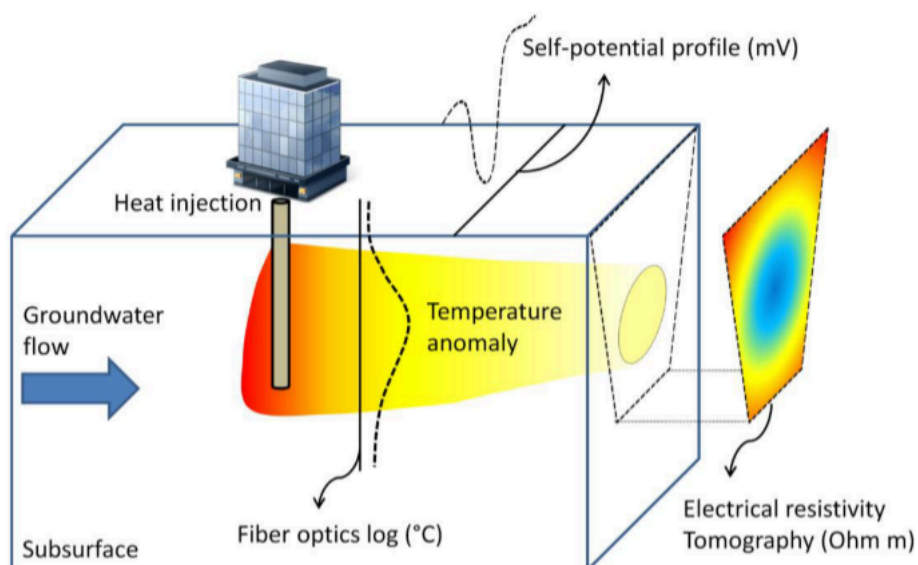 Self-potential profile (mV)
Heat injection
Groundwater
flow
Temperature
anomaly
Fiber optics log (°C)
Subsurface
Electrical resistivity
Tomography (Ohm m)